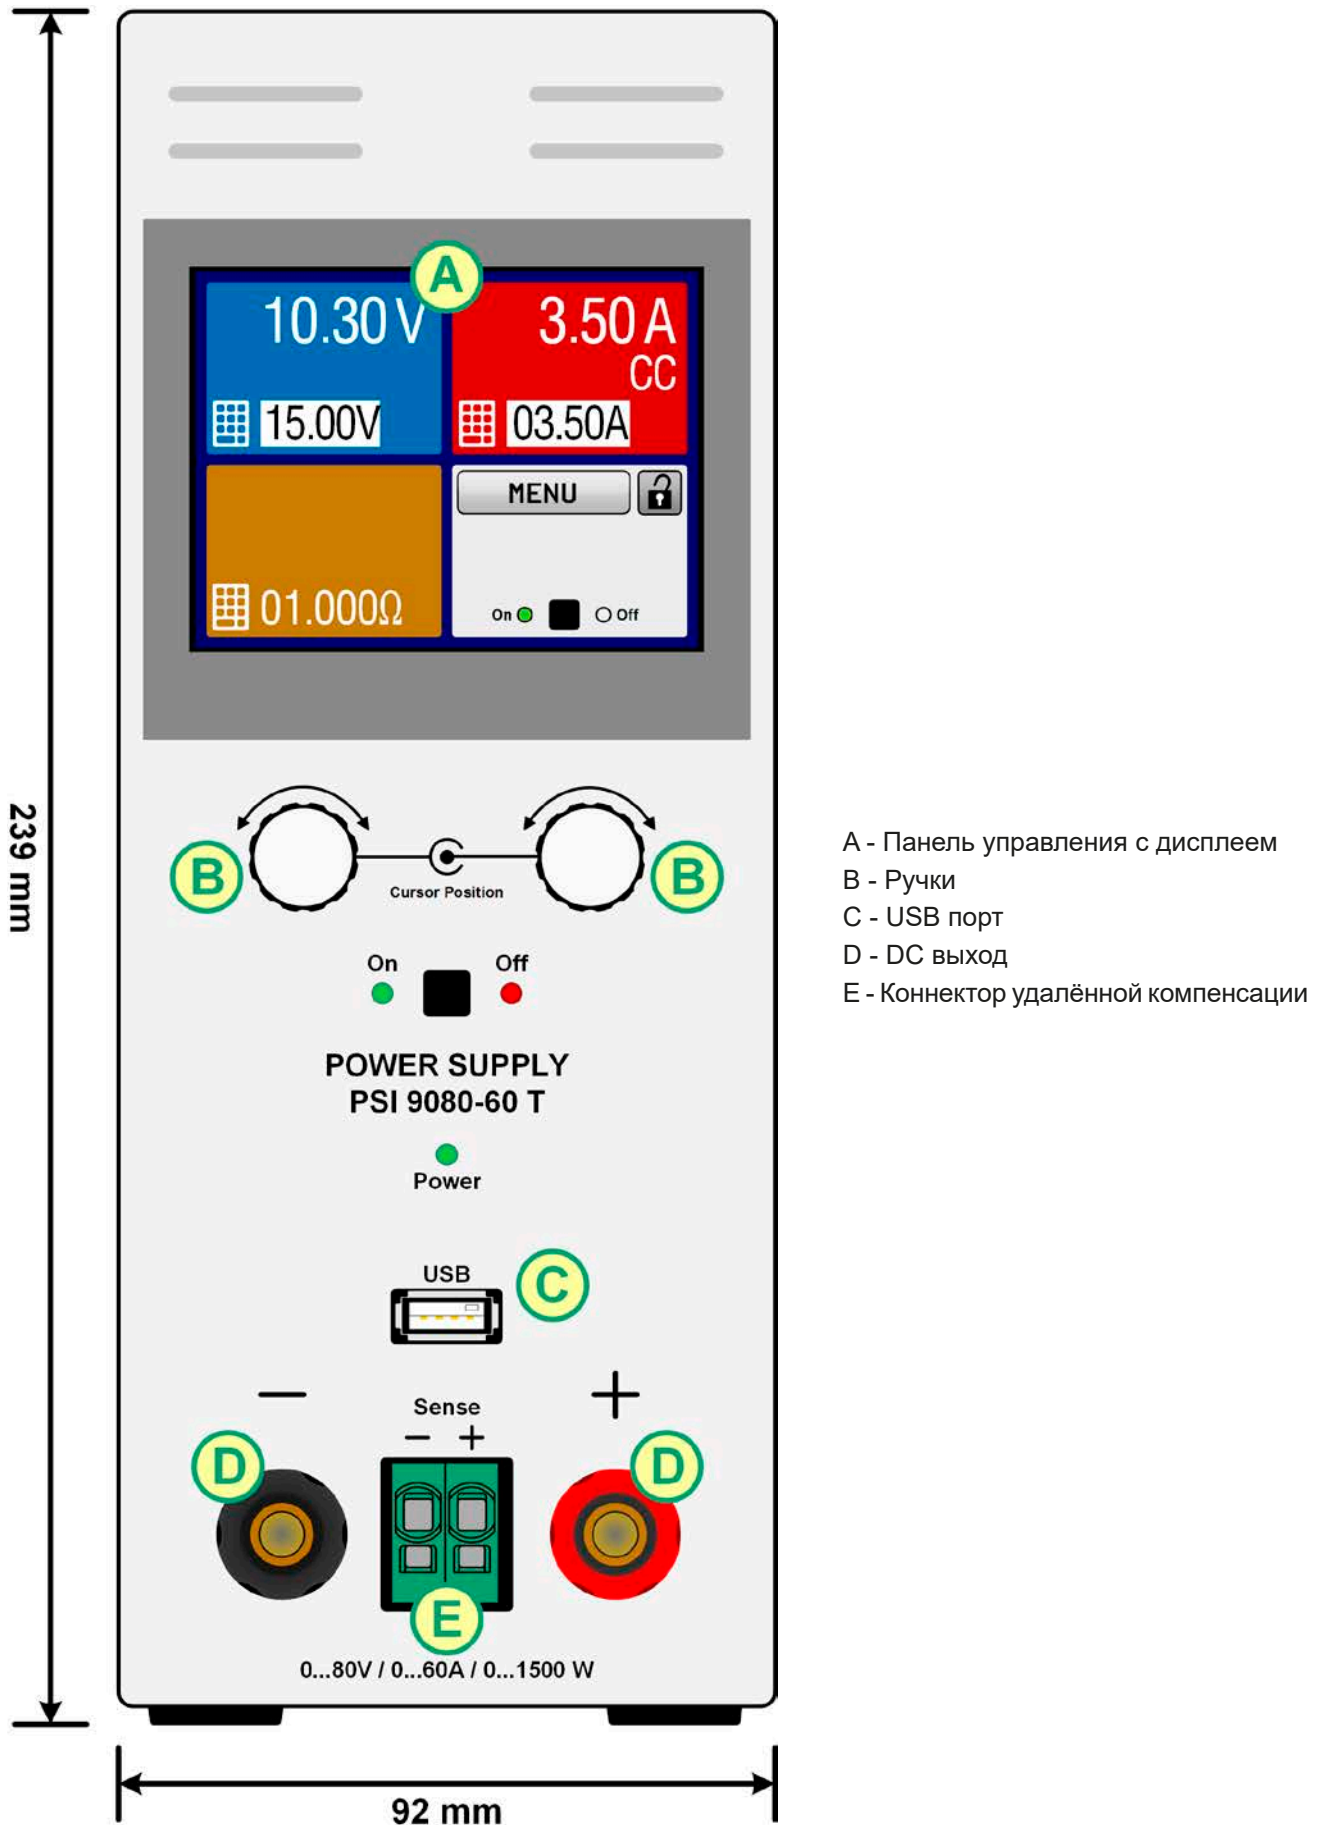 A
10.30 V
3.50 A
CC
15.00V
03.50A
MENU
01.000Ω
On
Off
239 mm
B
B
Cursor Position
On
Off
POWER SUPPLY
PSI 9080-60 T
Power
USB
C
− +
Sense
− +
D
D
E
0...80V / 0...60A / 0...1500 W
92 mm
A - Панель управления с дисплеем
B - Ручки
C - USB порт
D - DC выход
E - Коннектор удалённой компенсации